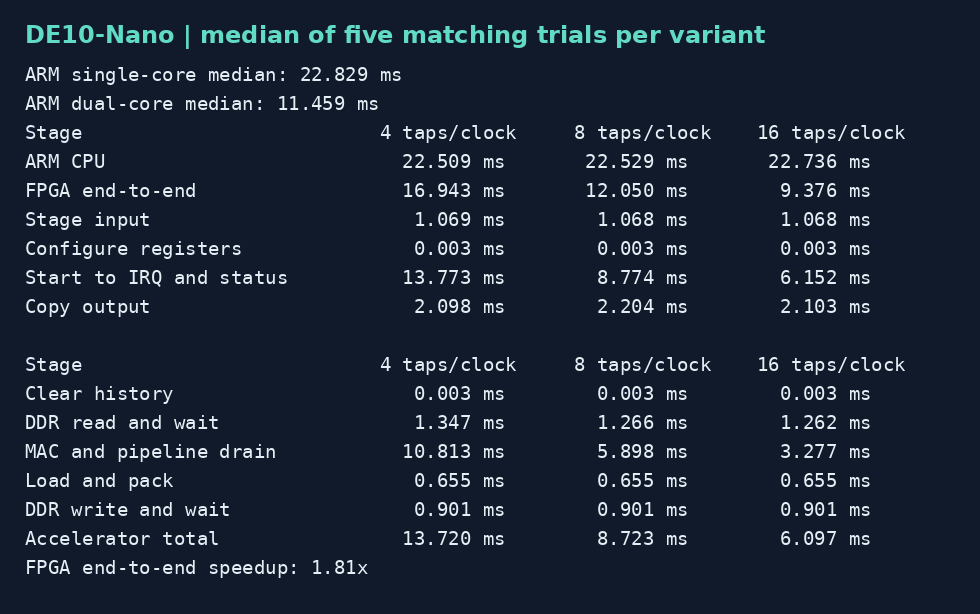 DE10-Nano | median of five matching trials per variant
ARM single-core median: 22.829 ms
ARM dual-core median: 11.459 ms
Stage 4 taps/clock 8 taps/clock 16 taps/clock
ARM CPU 22.509 ms 22.529 ms 22.736 ms
FPGA end-to-end 16.943 ms 12.050 ms 9.376 ms
Stage input 1.069 ms 1.068 ms 1.068 ms
Configure registers 0.003 ms 0.003 ms 0.003 ms
Start to IRQ and status 13.773 ms 8.774 ms 6.152 ms
Copy output 2.098 ms 2.204 ms 2.103 ms
Stage 4 taps/clock 8 taps/clock 16 taps/clock
Clear history 0.003 ms 0.003 ms 0.003 ms
DDR read and wait 1.347 ms 1.266 ms 1.262 ms
MAC and pipeline drain 10.813 ms 5.898 ms 3.277 ms
Load and pack 0.655 ms 0.655 ms 0.655 ms
DDR write and wait 0.901 ms 0.901 ms 0.901 ms
Accelerator total 13.720 ms 8.723 ms 6.097 ms
FPGA end-to-end speedup: 1.81x